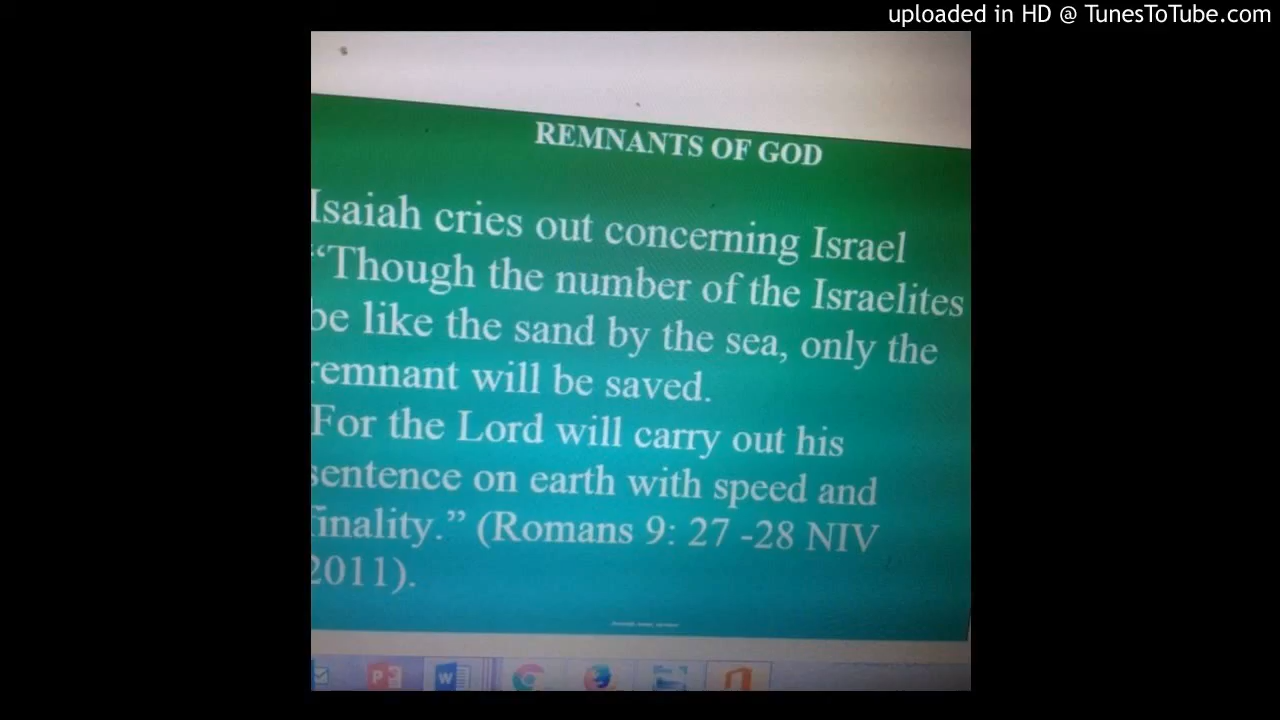 uploaded in HD @ TunesToTube.com
REMNANTS OF GOD
Isaiah cries out concerning Israel
“Though the number of the Israelites
be like the sand by the sea, only the
remnant will be saved.
For the Lord will carry out his
sentence on earth with speed and
finality.” (Romans 9: 27 -28 NIV
2011).